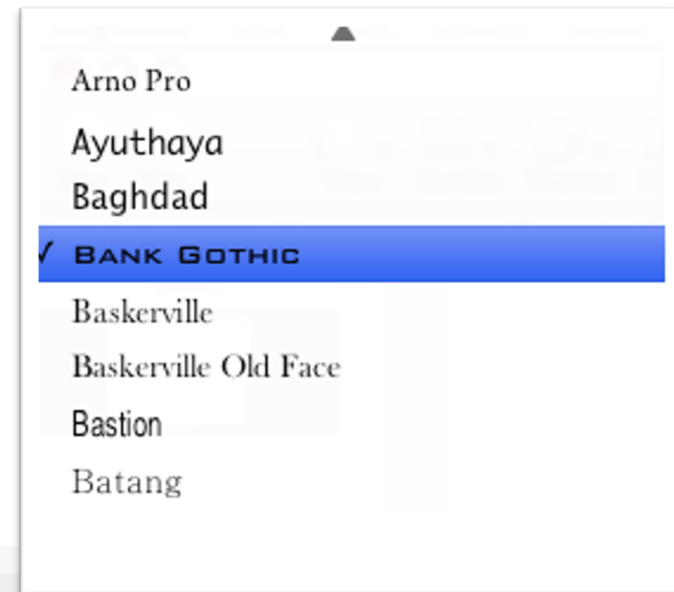 Arno Pro
Ayuthaya
Baghdad
✓ Bank Gothic
Baskerville
Baskerville Old Face
Bastion
Batang